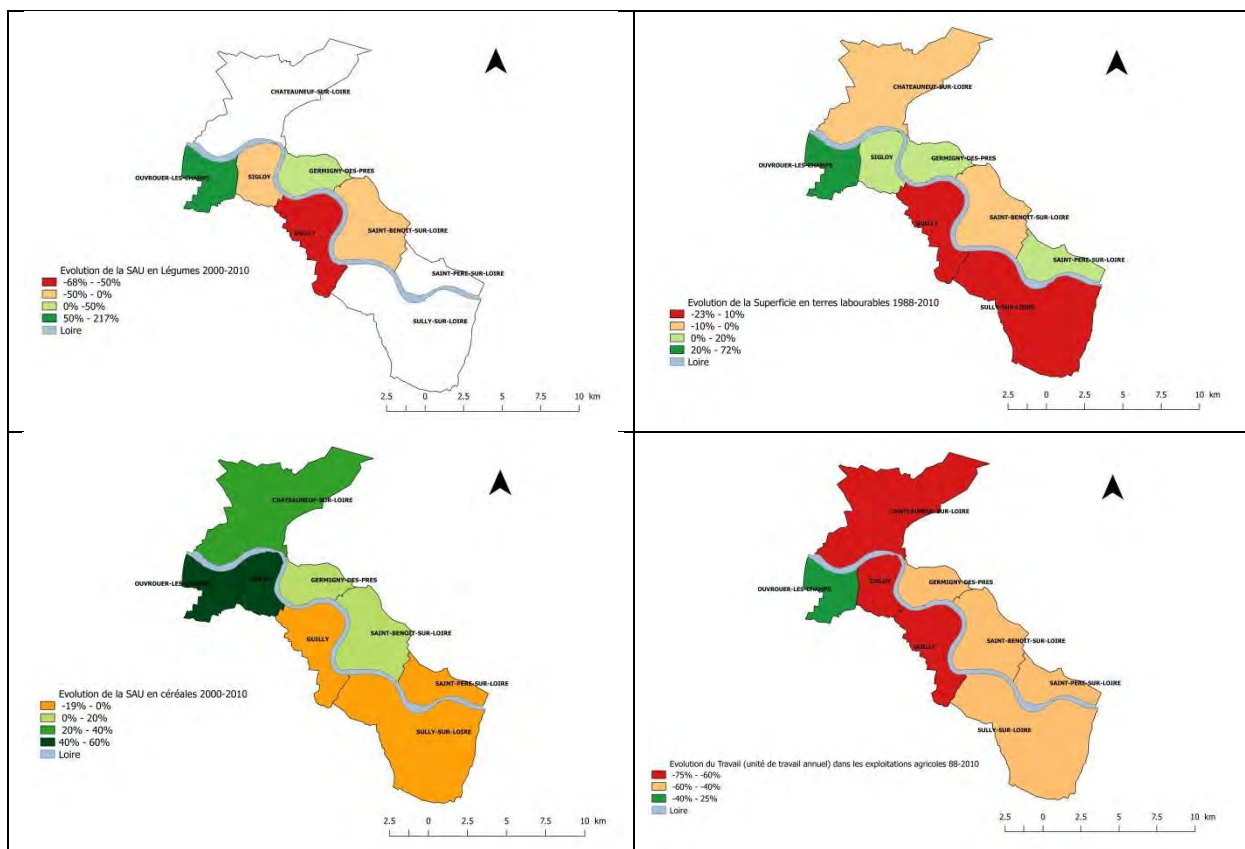 CHATEAUNEUF-SUR-LOIRE
OUVROUER-LES-CHAMPS
SIGLOY
GERMIGNY-DES-PRES
GUILLY
SAINT-BENOIT-SUR-LOIRE
SAINT-PERE-SUR-LOIRE
SULLY-SUR-LOIRE
Evolution de la SAU en Légumes 2000-2010
-68% - -50%
-50% - 0%
0% -50%
50% - 217%
Loire
2.5 0 2.5 5 7.5 10 km
CHATEAUNEUF-SUR-LOIRE
OUVROUER-LES-CHAMPS
SIGLOY
GERMIGNY-DES-PRES
GUILLY
SAINT-BENOIT-SUR-LOIRE
SAINT-PERE-SUR-LOIRE
SULLY-SUR-LOIRE
Evolution de la Superficie en terres labourables 1988-2010
-23% - 10%
-10% - 0%
0% - 20%
20% - 72%
Loire
2.5 0 2.5 5 7.5 10 km
CHATEAUNEUF-SUR-LOIRE
OUVROUER-LES-CHAMPS
SIGLOY
GERMIGNY-DES-PRES
GUILLY
SAINT-BENOIT-SUR-LOIRE
SAINT-PERE-SUR-LOIRE
SULLY-SUR-LOIRE
Evolution de la SAU en céréales 2000-2010
-19% - 0%
0% - 20%
20% - 40%
40% - 60%
Loire
2.5 0 2.5 5 7.5 10 km
CHATEAUNEUF-SUR-LOIRE
OUVROUER-LES-CHAMPS
SIGLOY
GERMIGNY-DES-PRES
GUILLY
SAINT-BENOIT-SUR-LOIRE
SAINT-PERE-SUR-LOIRE
SULLY-SUR-LOIRE
Evolution du Travail (unité de travail annuel) dans les exploitations agricoles 88-2010
-75% - -60%
-60% - -40%
-40% - 25%
Loire
2.5 0 2.5 5 7.5 10 km